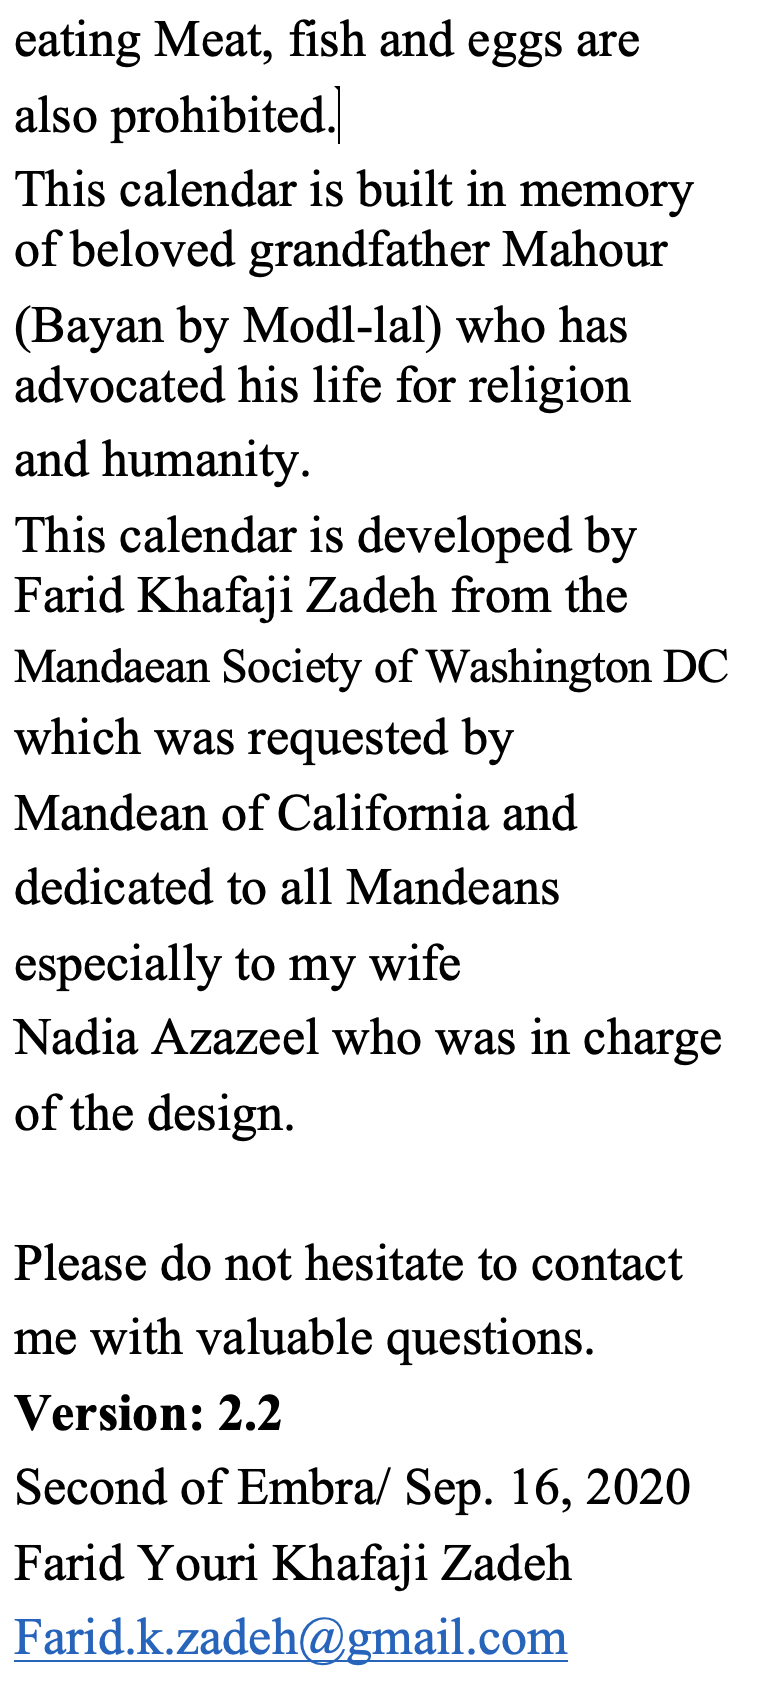 eating Meat, fish and eggs are
also prohibited.
This calendar is built in memory
of beloved grandfather Mahour
(Bayan by Modl-lal) who has
advocated his life for religion
and humanity.
This calendar is developed by
Farid Khafaji Zadeh from the
Mandaean Society of Washington DC
which was requested by
Mandean of California and
dedicated to all Mandeans
especially to my wife
Nadia Azazeel who was in charge
of the design.
Please do not hesitate to contact
me with valuable questions.
Version: 2.2
Second of Embra/ Sep. 16, 2020
Farid Youri Khafaji Zadeh
Farid.k.zadeh@gmail.com